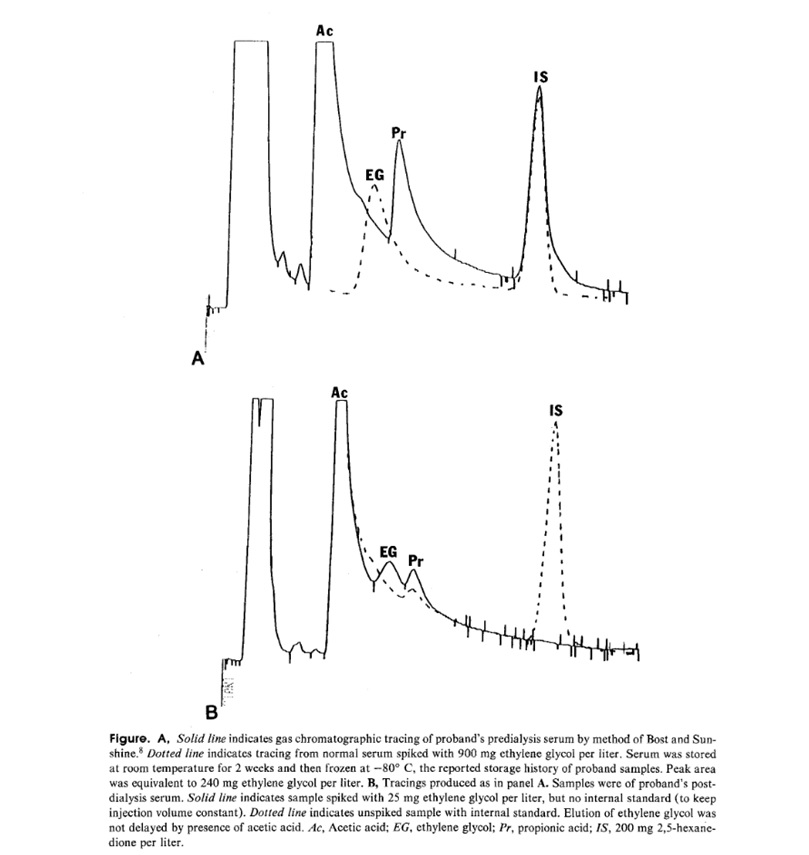 Ac
IS
Pr
EG
A
Ac
IS
EG
Pr
B
Figure. A, Solid line indicates gas chromatographic tracing of proband's predialysis serum by method of Bost and Sun-
shine.⁸ Dotted line indicates tracing from normal serum spiked with 900 mg ethylene glycol per liter. Serum was stored
at room temperature for 2 weeks and then frozen at −80° C, the reported storage history of proband samples. Peak area
was equivalent to 240 mg ethylene glycol per liter. B, Tracings produced as in panel A. Samples were of proband's post-
dialysis serum. Solid line indicates sample spiked with 25 mg ethylene glycol per liter, but no internal standard (to keep
injection volume constant). Dotted line indicates unspiked sample with internal standard. Elution of ethylene glycol was
not delayed by presence of acetic acid. Ac, Acetic acid; EG, ethylene glycol; Pr, propionic acid; IS, 200 mg 2,5-hexane-
dione per liter.